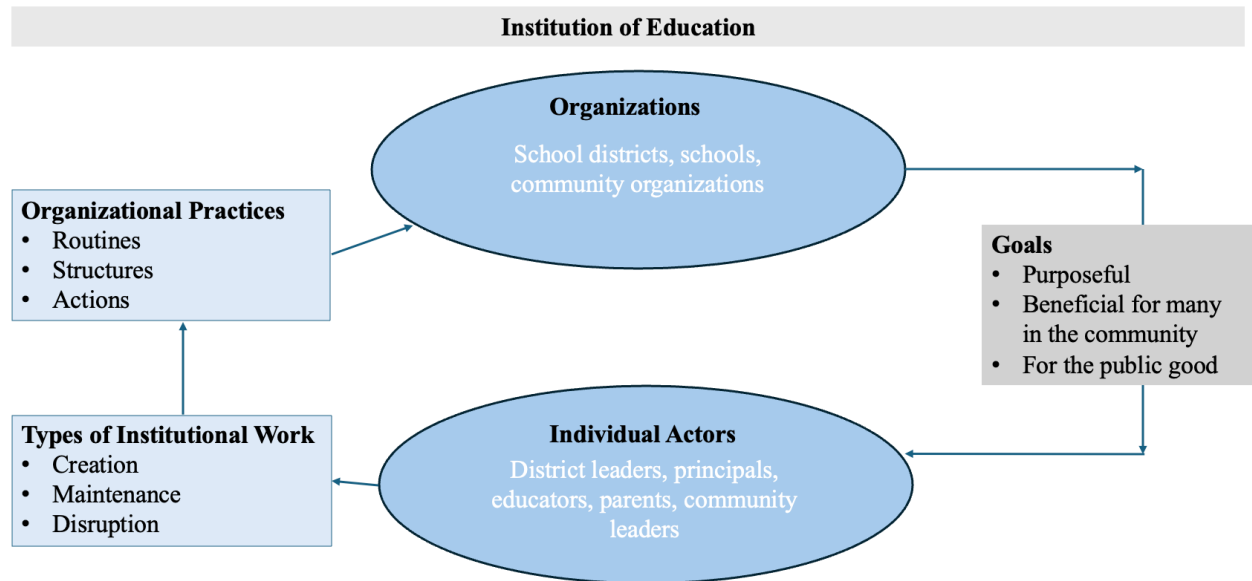 Institution of Education
Organizations
School districts, schools,
community organizations
Organizational Practices
• Routines
• Structures
• Actions
Goals
• Purposeful
• Beneficial for many
in the community
• For the public good
Types of Institutional Work
• Creation
• Maintenance
• Disruption
Individual Actors
District leaders, principals,
educators, parents, community
leaders